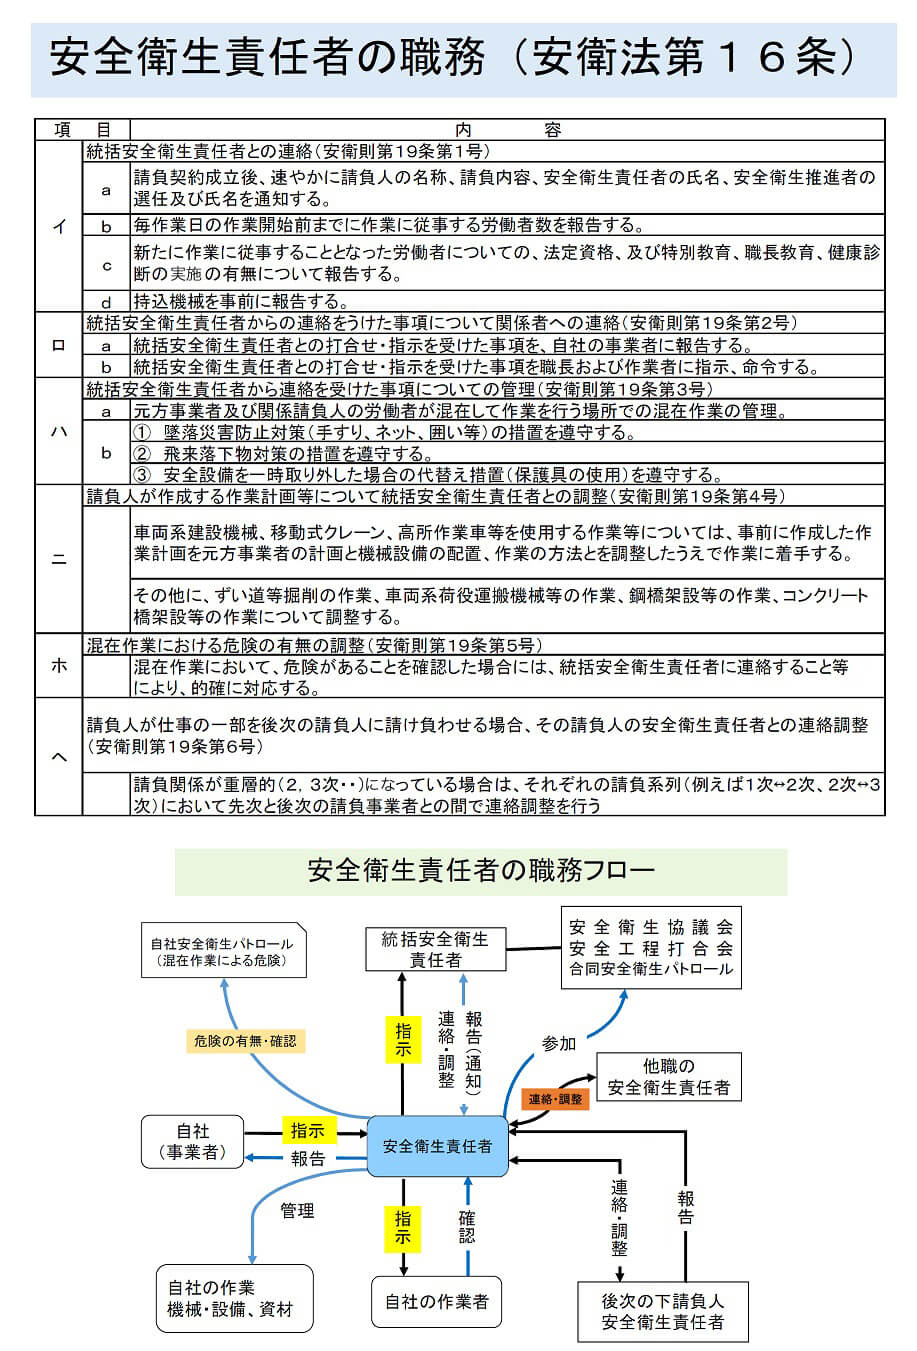 安全衛生責任者の職務（安衛法第１６条）
項　目
内　　　　容
イ
統括安全衛生責任者との連絡（安衛則第19条第1号）
a
請負契約成立後、速やかに請負人の名称、請負内容、安全衛生責任者の氏名、安全衛生推進者の
選任及び氏名を通知する。
b
毎作業日の作業開始前までに作業に従事する労働者数を報告する。
c
新たに作業に従事することとなった労働者についての、法定資格、及び特別教育、職長教育、健康診
断の実施の有無について報告する。
d
持込機械を事前に報告する。
ロ
統括安全衛生責任者からの連絡をうけた事項について関係者への連絡（安衛則第19条第2号）
a
統括安全衛生責任者との打合せ・指示を受けた事項を、自社の事業者に報告する。
b
統括安全衛生責任者との打合せ・指示を受けた事項を職長および作業者に指示、命令する。
ハ
統括安全衛生責任者から連絡を受けた事項についての管理（安衛則第19条第3号）
a
元方事業者及び関係請負人の労働者が混在して作業を行う場所での混在作業の管理。
b
①　墜落災害防止対策（手すり、ネット、囲い等）の措置を遵守する。
②　飛来落下物対策の措置を遵守する。
③　安全設備を一時取り外した場合の代替え措置（保護具の使用）を遵守する。
ニ
請負人が作成する作業計画等について統括安全衛生責任者との調整（安衛則第19条第4号）
車両系建設機械、移動式クレーン、高所作業車等を使用する作業等については、事前に作成した作
業計画を元方事業者の計画と機械設備の配置、作業の方法とを調整したうえで作業に着手する。
その他に、ずい道等掘削の作業、車両系荷役運搬機械等の作業、鋼橋架設等の作業、コンクリート
橋架設等の作業について調整する。
ホ
混在作業における危険の有無の調整（安衛則第19条第5号）
混在作業において、危険があることを確認した場合には、統括安全衛生責任者に連絡すること等
により、的確に対応する。
ヘ
請負人が仕事の一部を後次の請負人に請け負わせる場合、その請負人の安全衛生責任者との連絡調整
（安衛則第19条第6号）
請負関係が重層的（2，3次・・）になっている場合は、それぞれの請負系列（例えば1次↔2次、2次↔3
次）において先次と後次の請負事業者との間で連絡調整を行う
安全衛生責任者の職務フロー
自社安全衛生パトロール
（混在作業による危険）
統括安全衛生
責任者
安全衛生協議会
安全工程打合会
合同安全衛生パトロール
危険の有無・確認
指示
連絡・調整
報告（通知）
参加
他職の
安全衛生責任者
連絡・調整
自社
（事業者）
指示
報告
安全衛生責任者
管理
指示
確認
連絡・調整
報告
自社の作業
機械・設備、資材
自社の作業者
後次の下請負人
安全衛生責任者